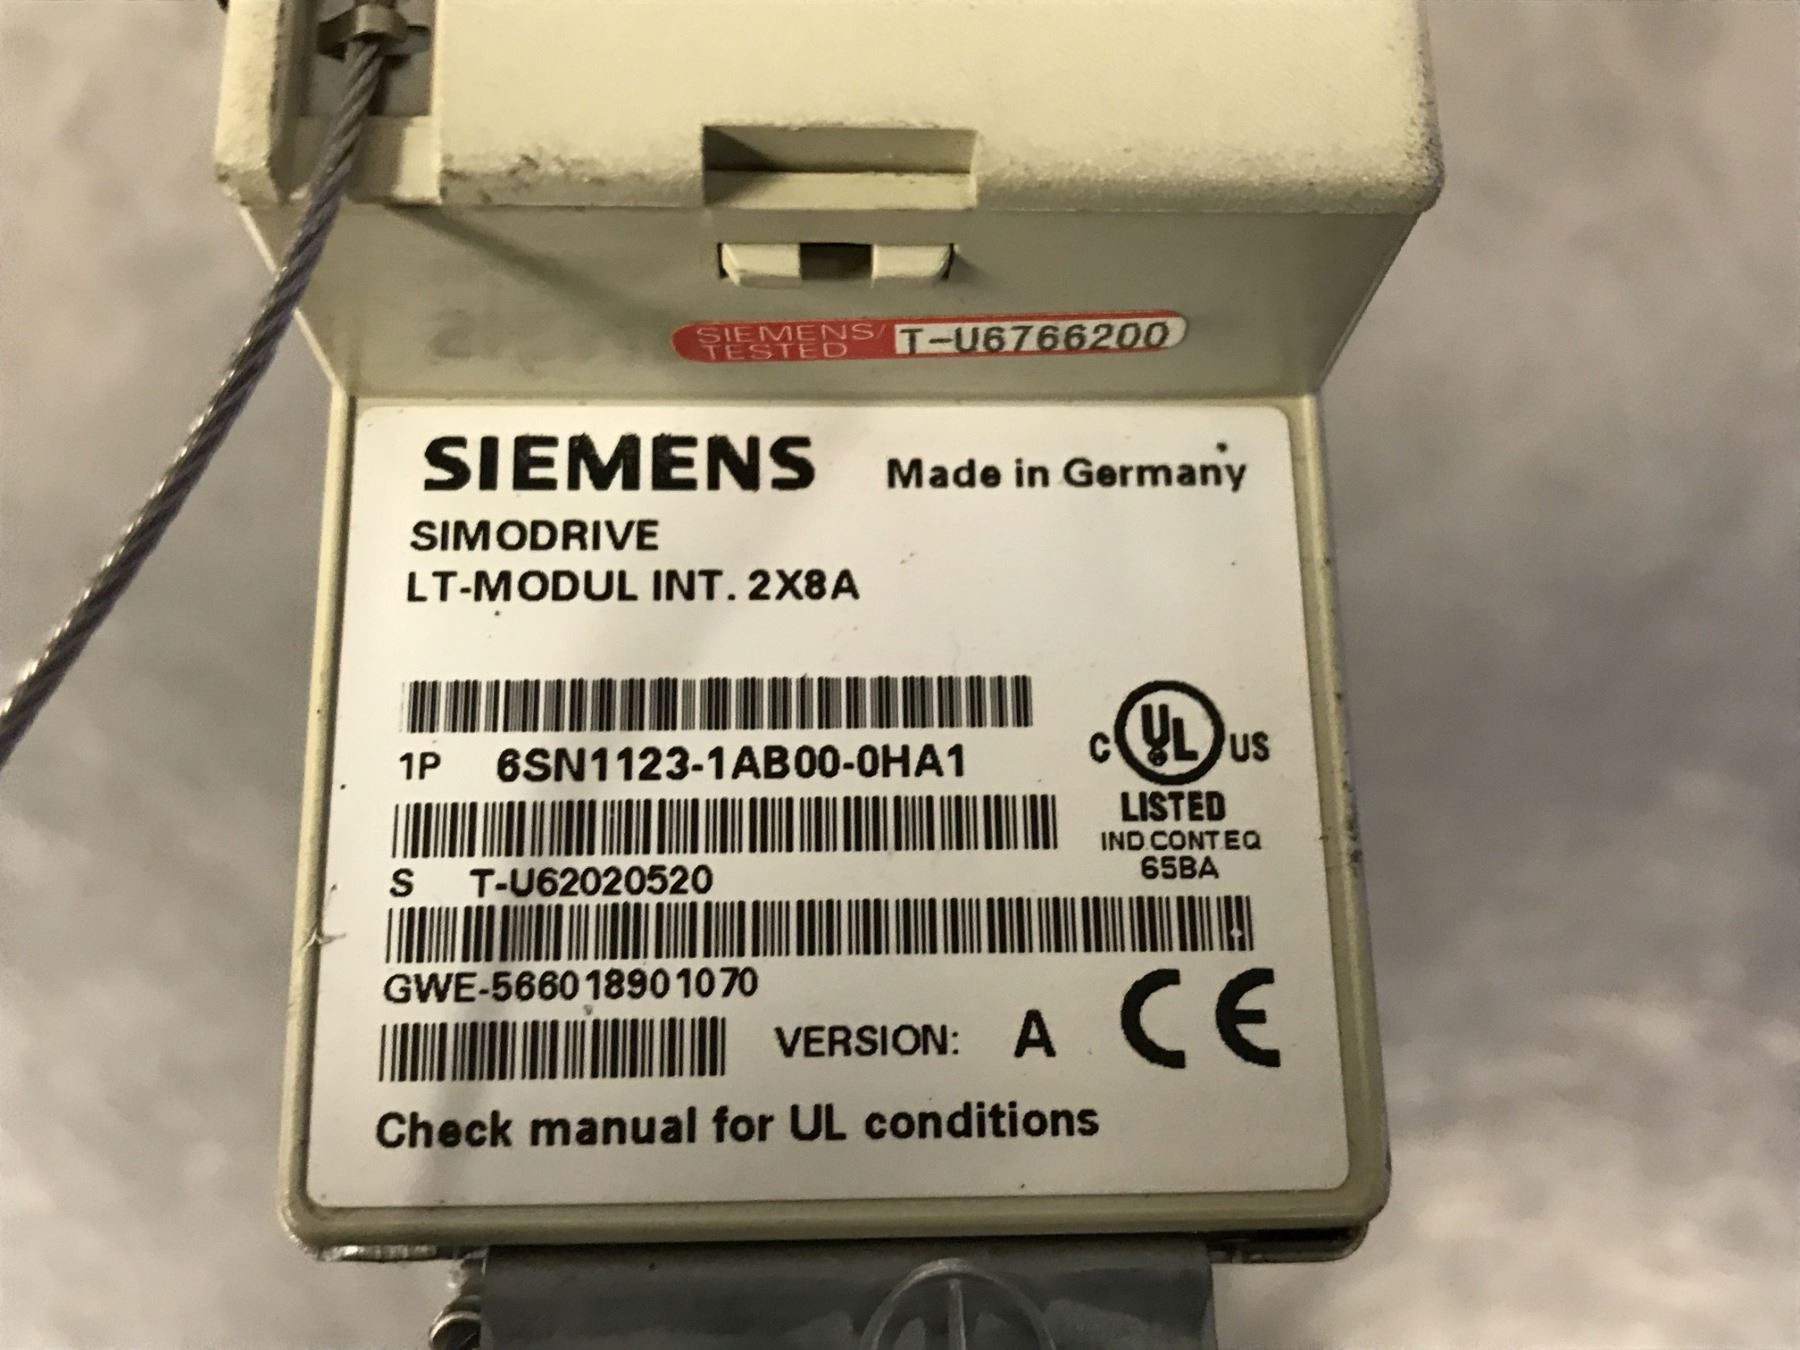 SIEMENS/ T-U6766200
TESTED
SIEMENS Made in Germany
SIMODRIVE
LT-MODUL INT. 2X8A
1P 6SN1123-1AB00-0HA1
C UL US
LISTED
IND.CONT.EQ
65BA
S T-U62020520
GWE-566018901070
VERSION: A CE
Check manual for UL conditions